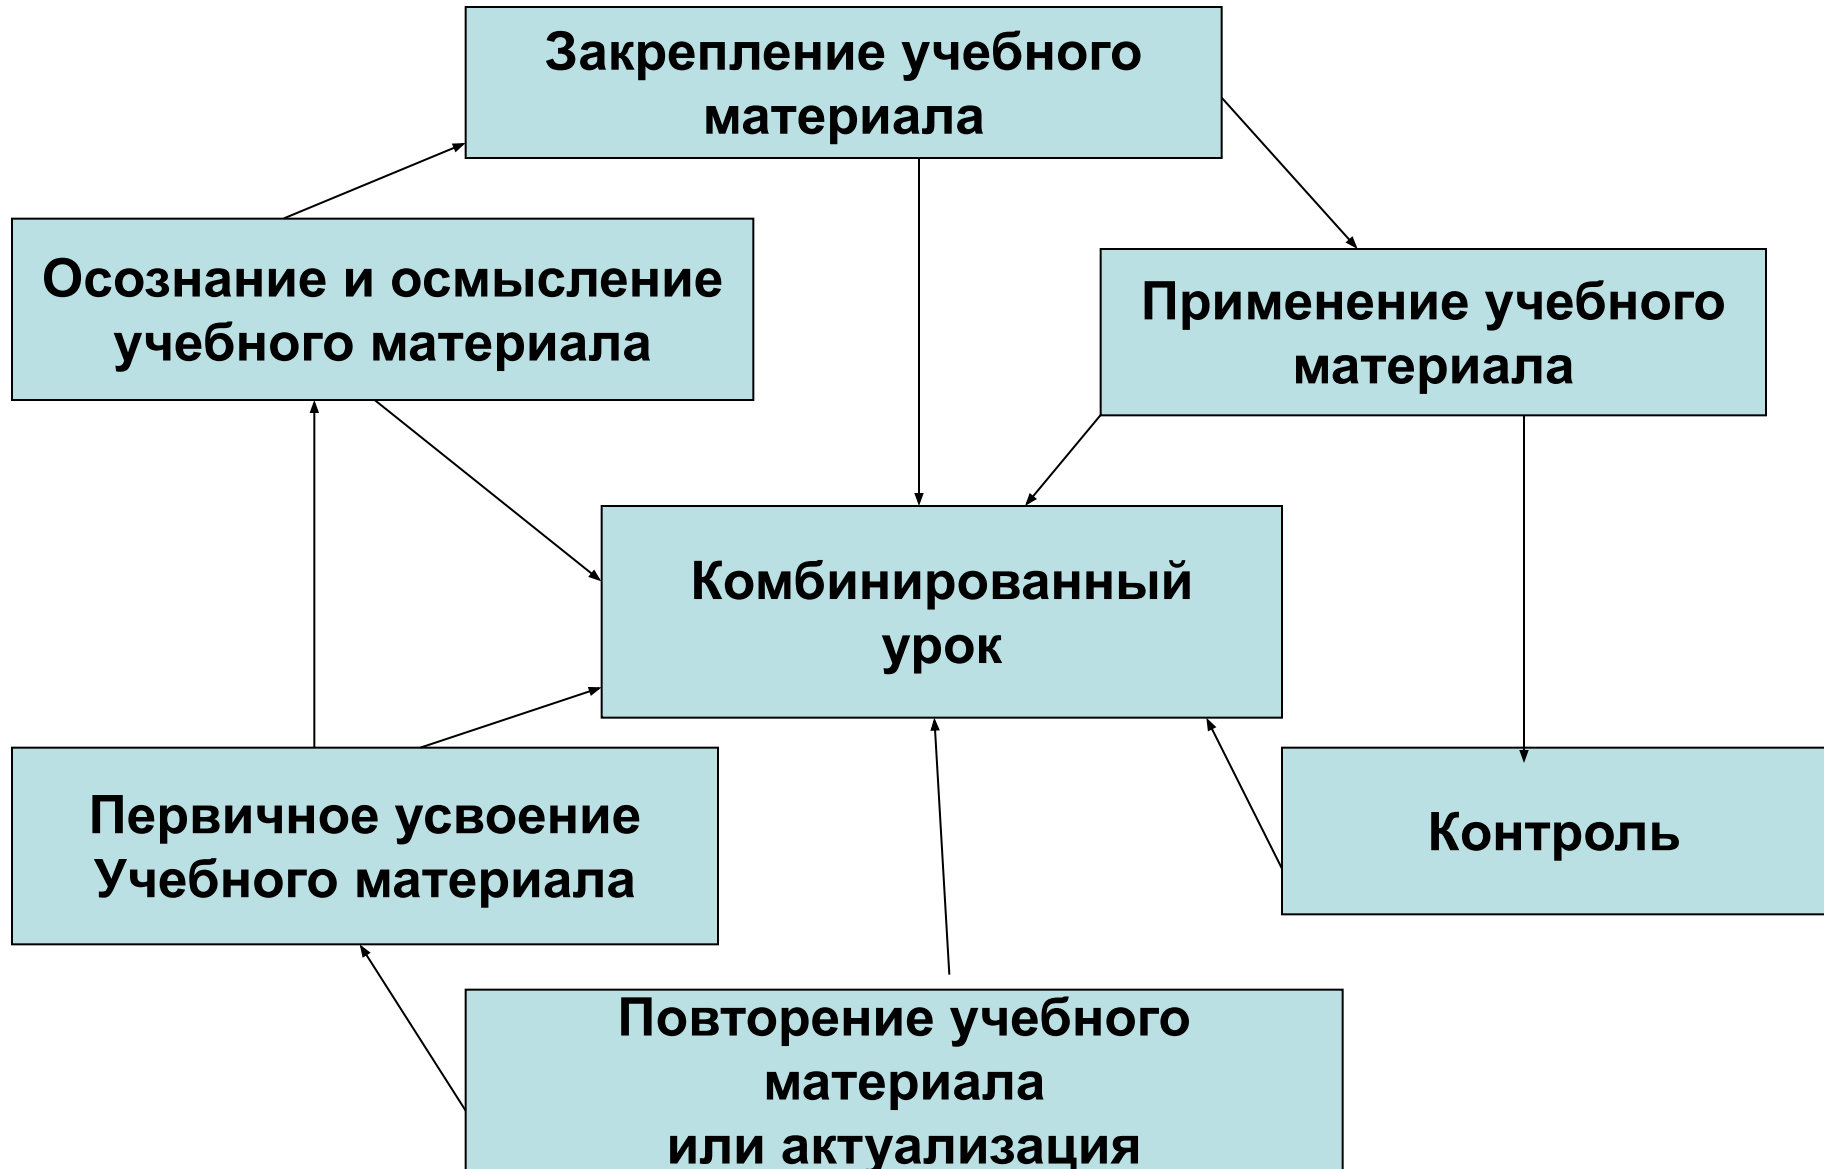 Закрепление учебного
материала
Осознание и осмысление
учебного материала
Применение учебного
материала
Комбинированный
урок
Первичное усвоение
Учебного материала
Контроль
Повторение учебного
материала
или актуализация